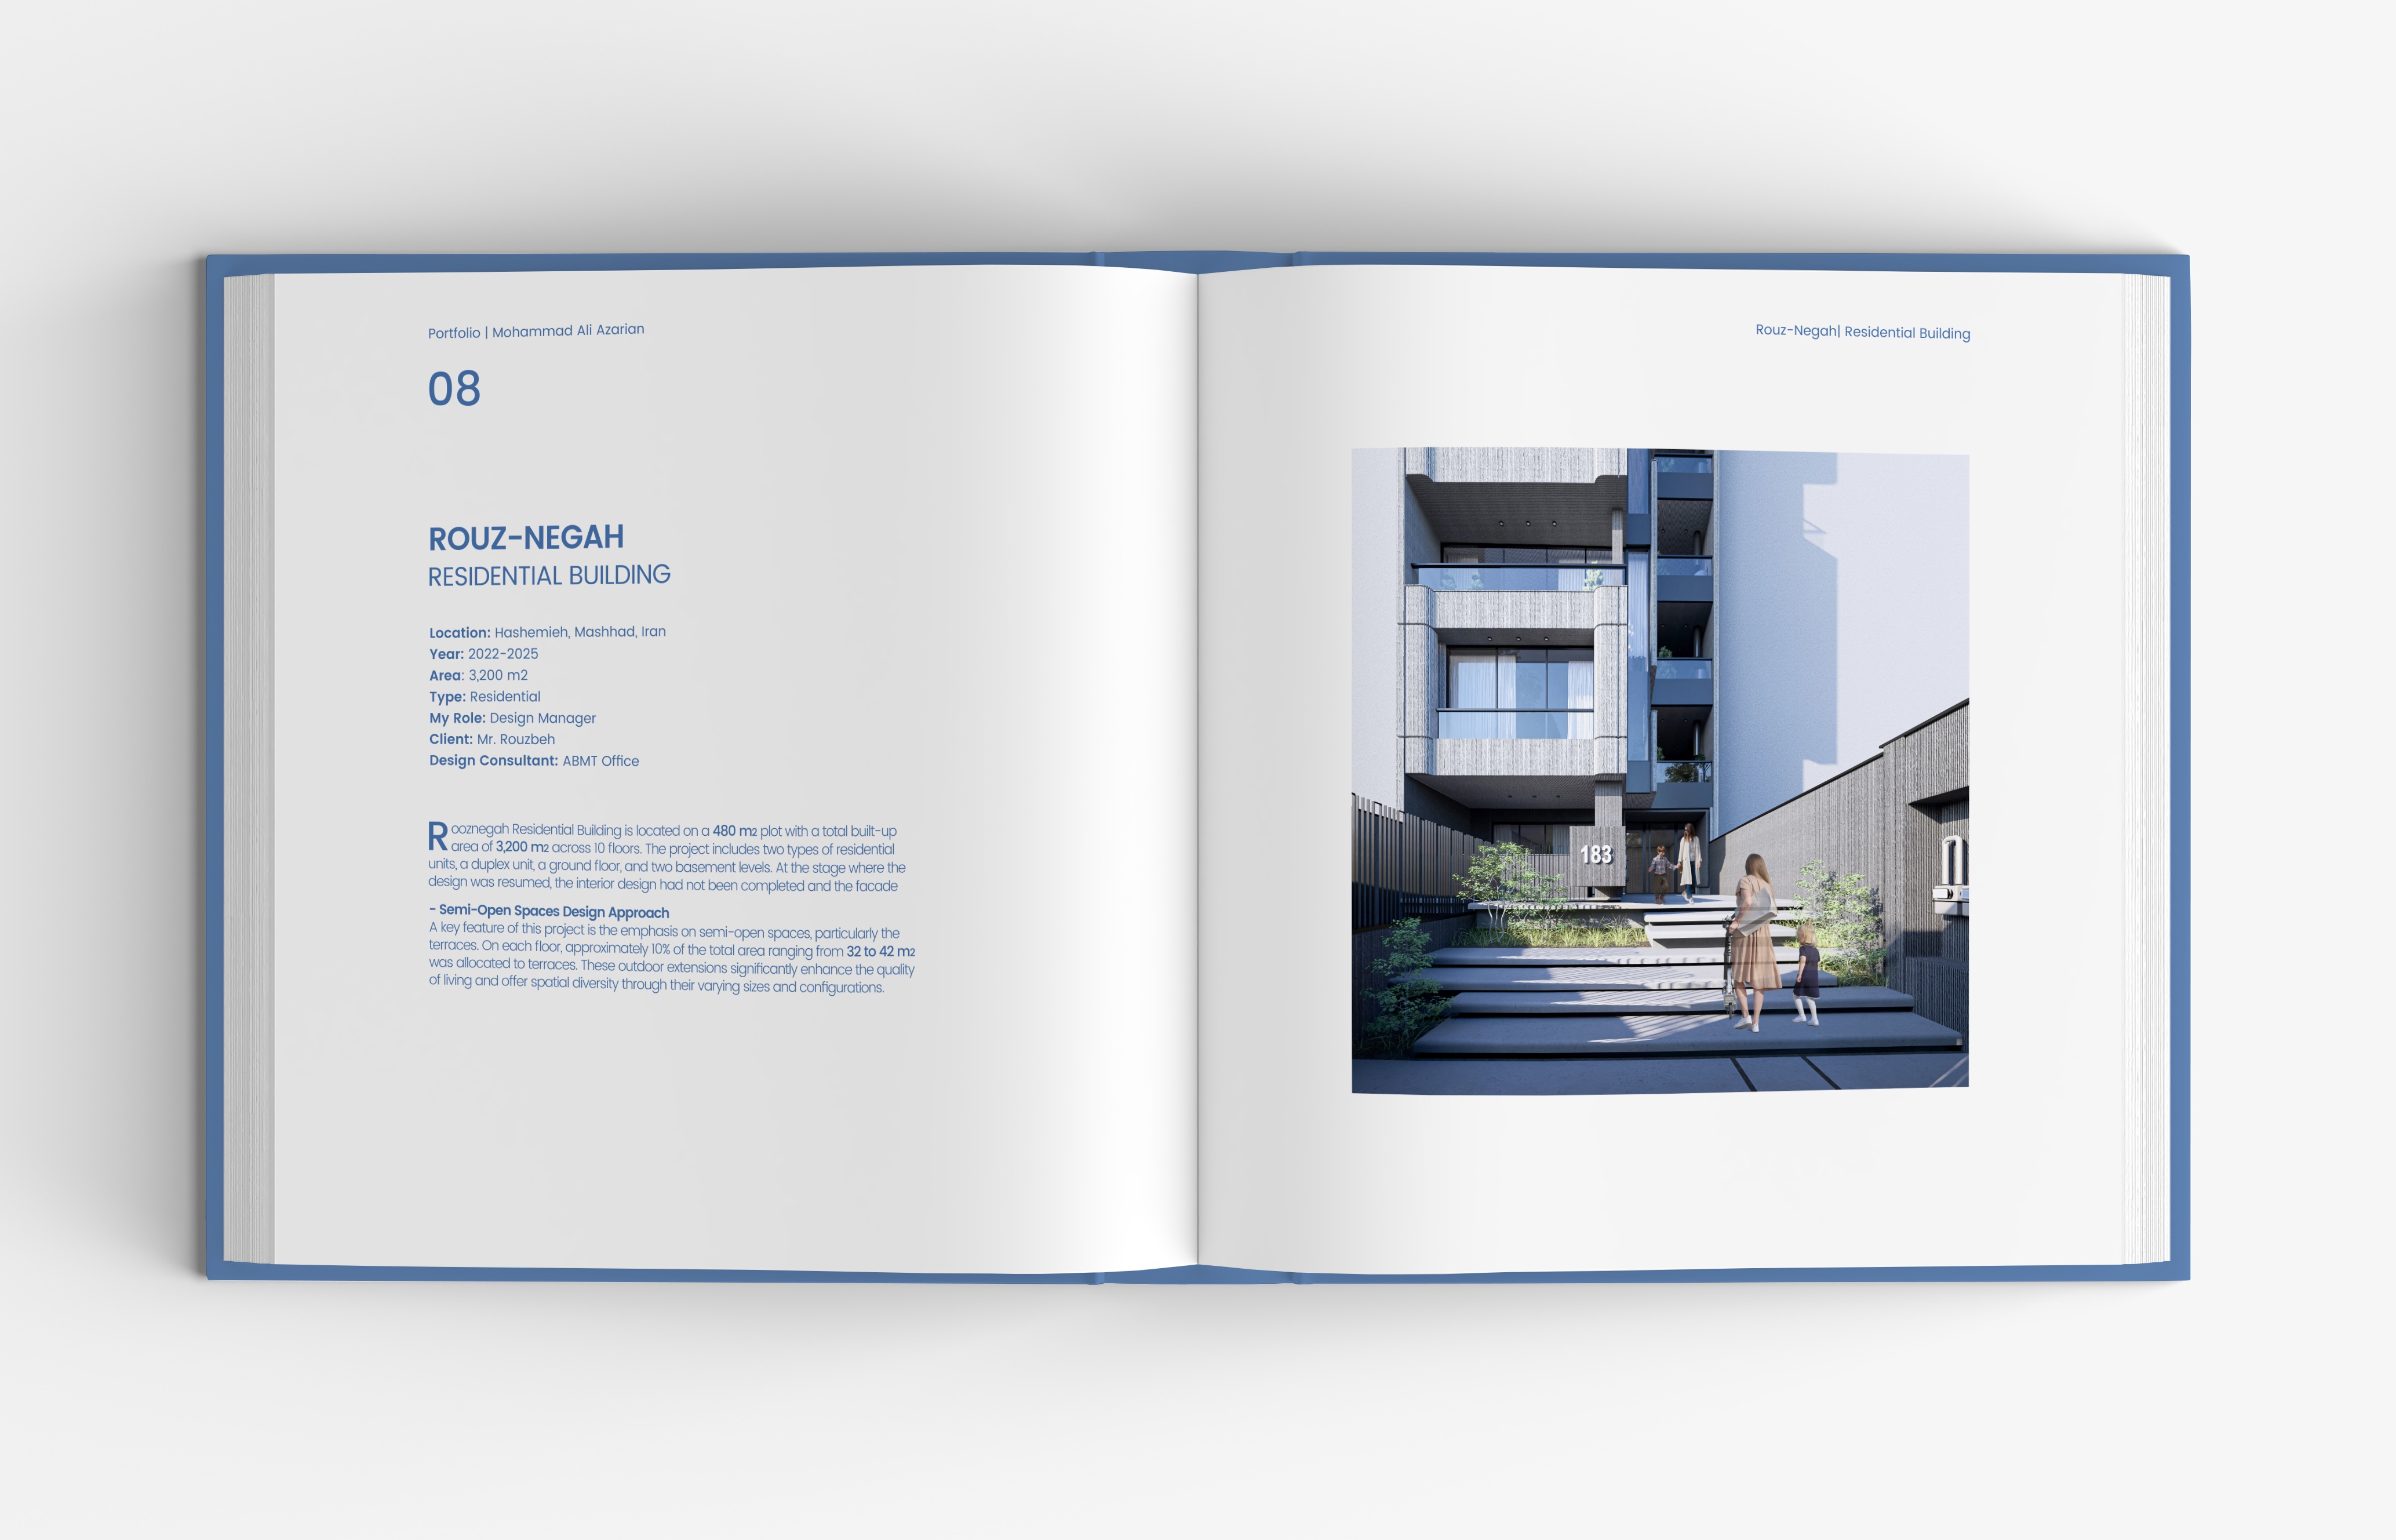 Portfolio | Mohammad Ali Azarian
08
ROUZ-NEGAH
RESIDENTIAL BUILDING
Location: Hashemieh, Mashhad, Iran
Year: 2022-2025
Area: 3,200 m2
Type: Residential
My Role: Design Manager
Client: Mr. Rouzbeh
Design Consultant: ABMT Office
Rooznegah Residential Building is located on a 480 m2 plot with a total built-up
area of 3,200 m2 across 10 floors. The project includes two types of residential
units, a duplex unit, a ground floor, and two basement levels. At the stage where the
design was resumed, the interior design had not been completed and the facade
- Semi-Open Spaces Design Approach
A key feature of this project is the emphasis on semi-open spaces, particularly the
terraces. On each floor, approximately 10% of the total area ranging from 32 to 42 m2
was allocated to terraces. These outdoor extensions significantly enhance the quality
of living and offer spatial diversity through their varying sizes and configurations.
Rouz-Negah| Residential Building
183